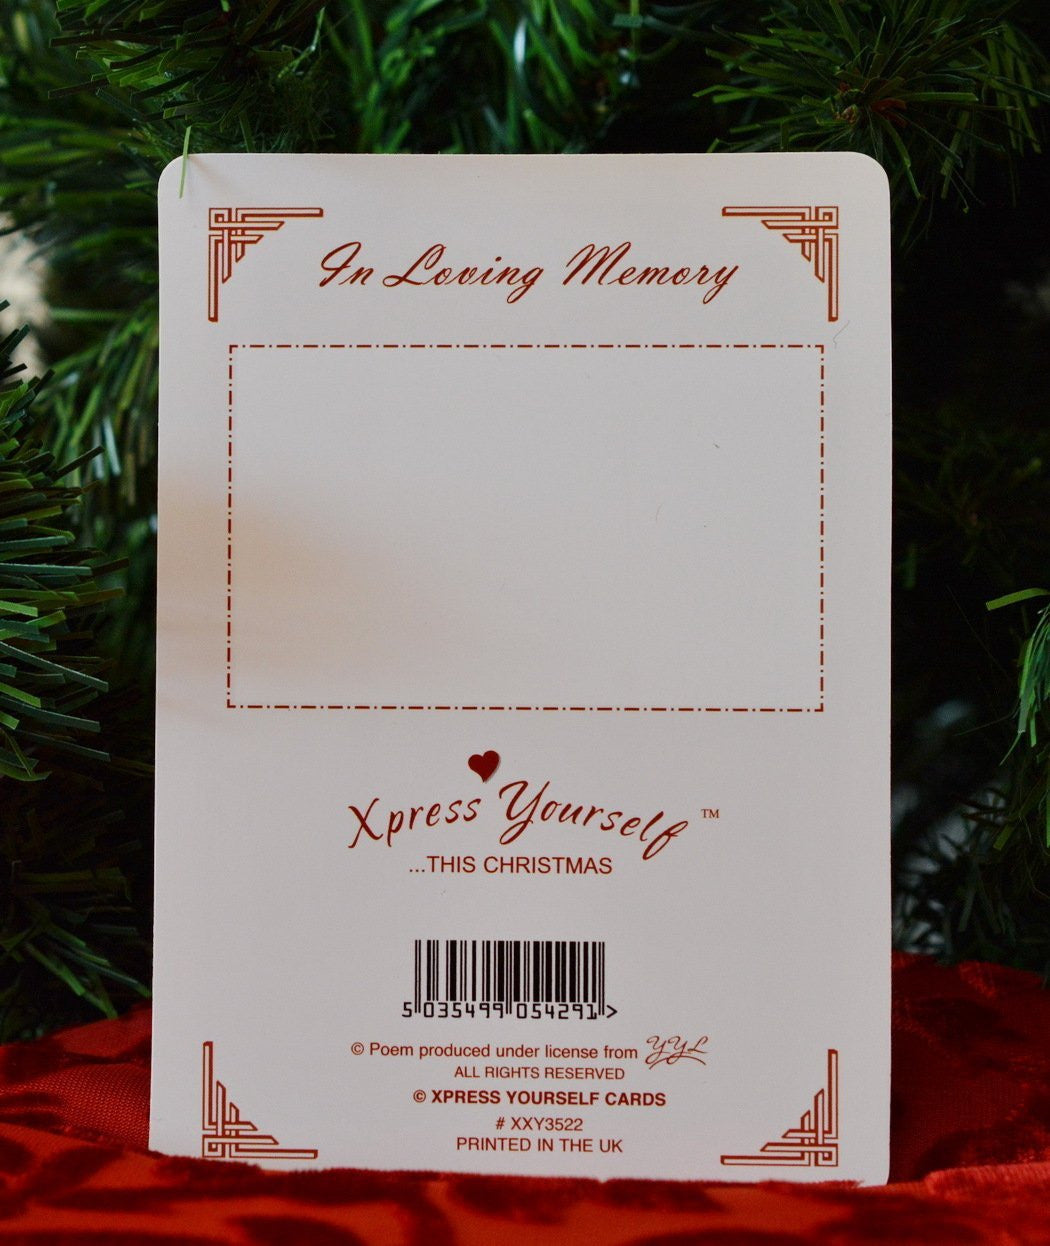 In Loving Memory
Xpress Yourself ™
...THIS CHRISTMAS
5 035499 054291 >
© Poem produced under license from YYL
ALL RIGHTS RESERVED
© XPRESS YOURSELF CARDS
# XXY3522
PRINTED IN THE UK